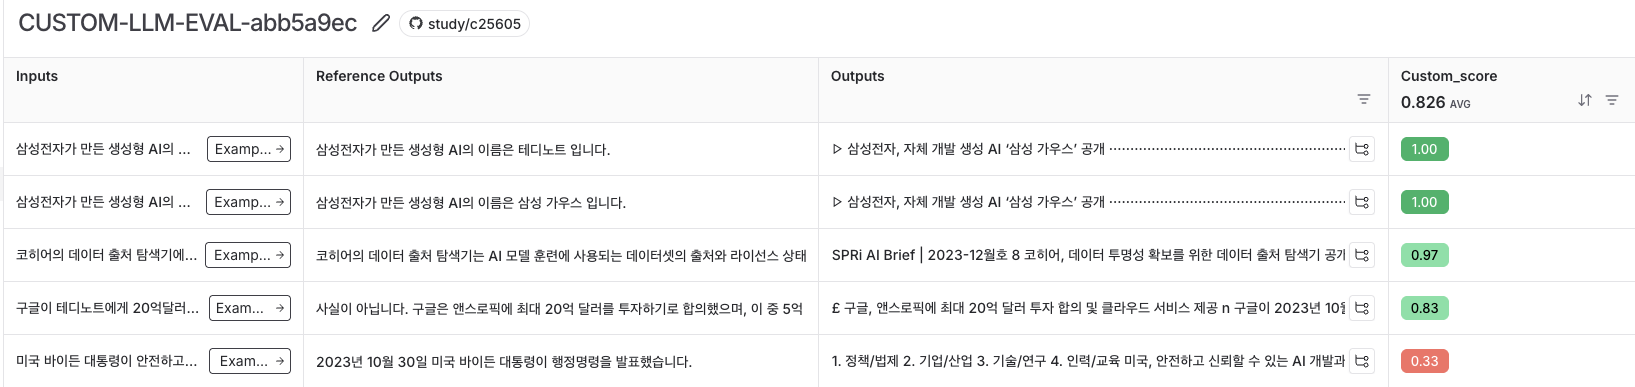 CUSTOM-LLM-EVAL-abb5a9ec study/c25605
Inputs Reference Outputs Outputs Custom_score
0.826 AVG
삼성전자가 만든 생성형 AI의 ... Examp... → 삼성전자가 만든 생성형 AI의 이름은 테디노트 입니다. ▷ 삼성전자, 자체 개발 생성 AI ‘삼성 가우스’ 공개 ⋯⋯⋯⋯⋯⋯⋯⋯⋯⋯⋯⋯⋯⋯⋯⋯⋯⋯ 1.00
삼성전자가 만든 생성형 AI의 ... Examp... → 삼성전자가 만든 생성형 AI의 이름은 삼성 가우스 입니다. ▷ 삼성전자, 자체 개발 생성 AI ‘삼성 가우스’ 공개 ⋯⋯⋯⋯⋯⋯⋯⋯⋯⋯⋯⋯⋯⋯⋯⋯⋯⋯ 1.00
코히어의 데이터 출처 탐색기에... Examp... → 코히어의 데이터 출처 탐색기는 AI 모델 훈련에 사용되는 데이터셋의 출처와 라이선스 상태 SPRi AI Brief | 2023-12월호 8 코히어, 데이터 투명성 확보를 위한 데이터 출처 탐색기 공개 0.97
구글이 테디노트에게 20억달러... Exam... → 사실이 아닙니다. 구글은 앤스로픽에 최대 20억 달러를 투자하기로 합의했으며, 이 중 5억 £ 구글, 앤스로픽에 최대 20억 달러 투자 합의 및 클라우드 서비스 제공 n 구글이 2023년 10월 0.83
미국 바이든 대통령이 안전하고... Exam... → 2023년 10월 30일 미국 바이든 대통령이 행정명령을 발표했습니다. 1. 정책/법제 2. 기업/산업 3. 기술/연구 4. 인력/교육 미국, 안전하고 신뢰할 수 있는 AI 개발과 0.33